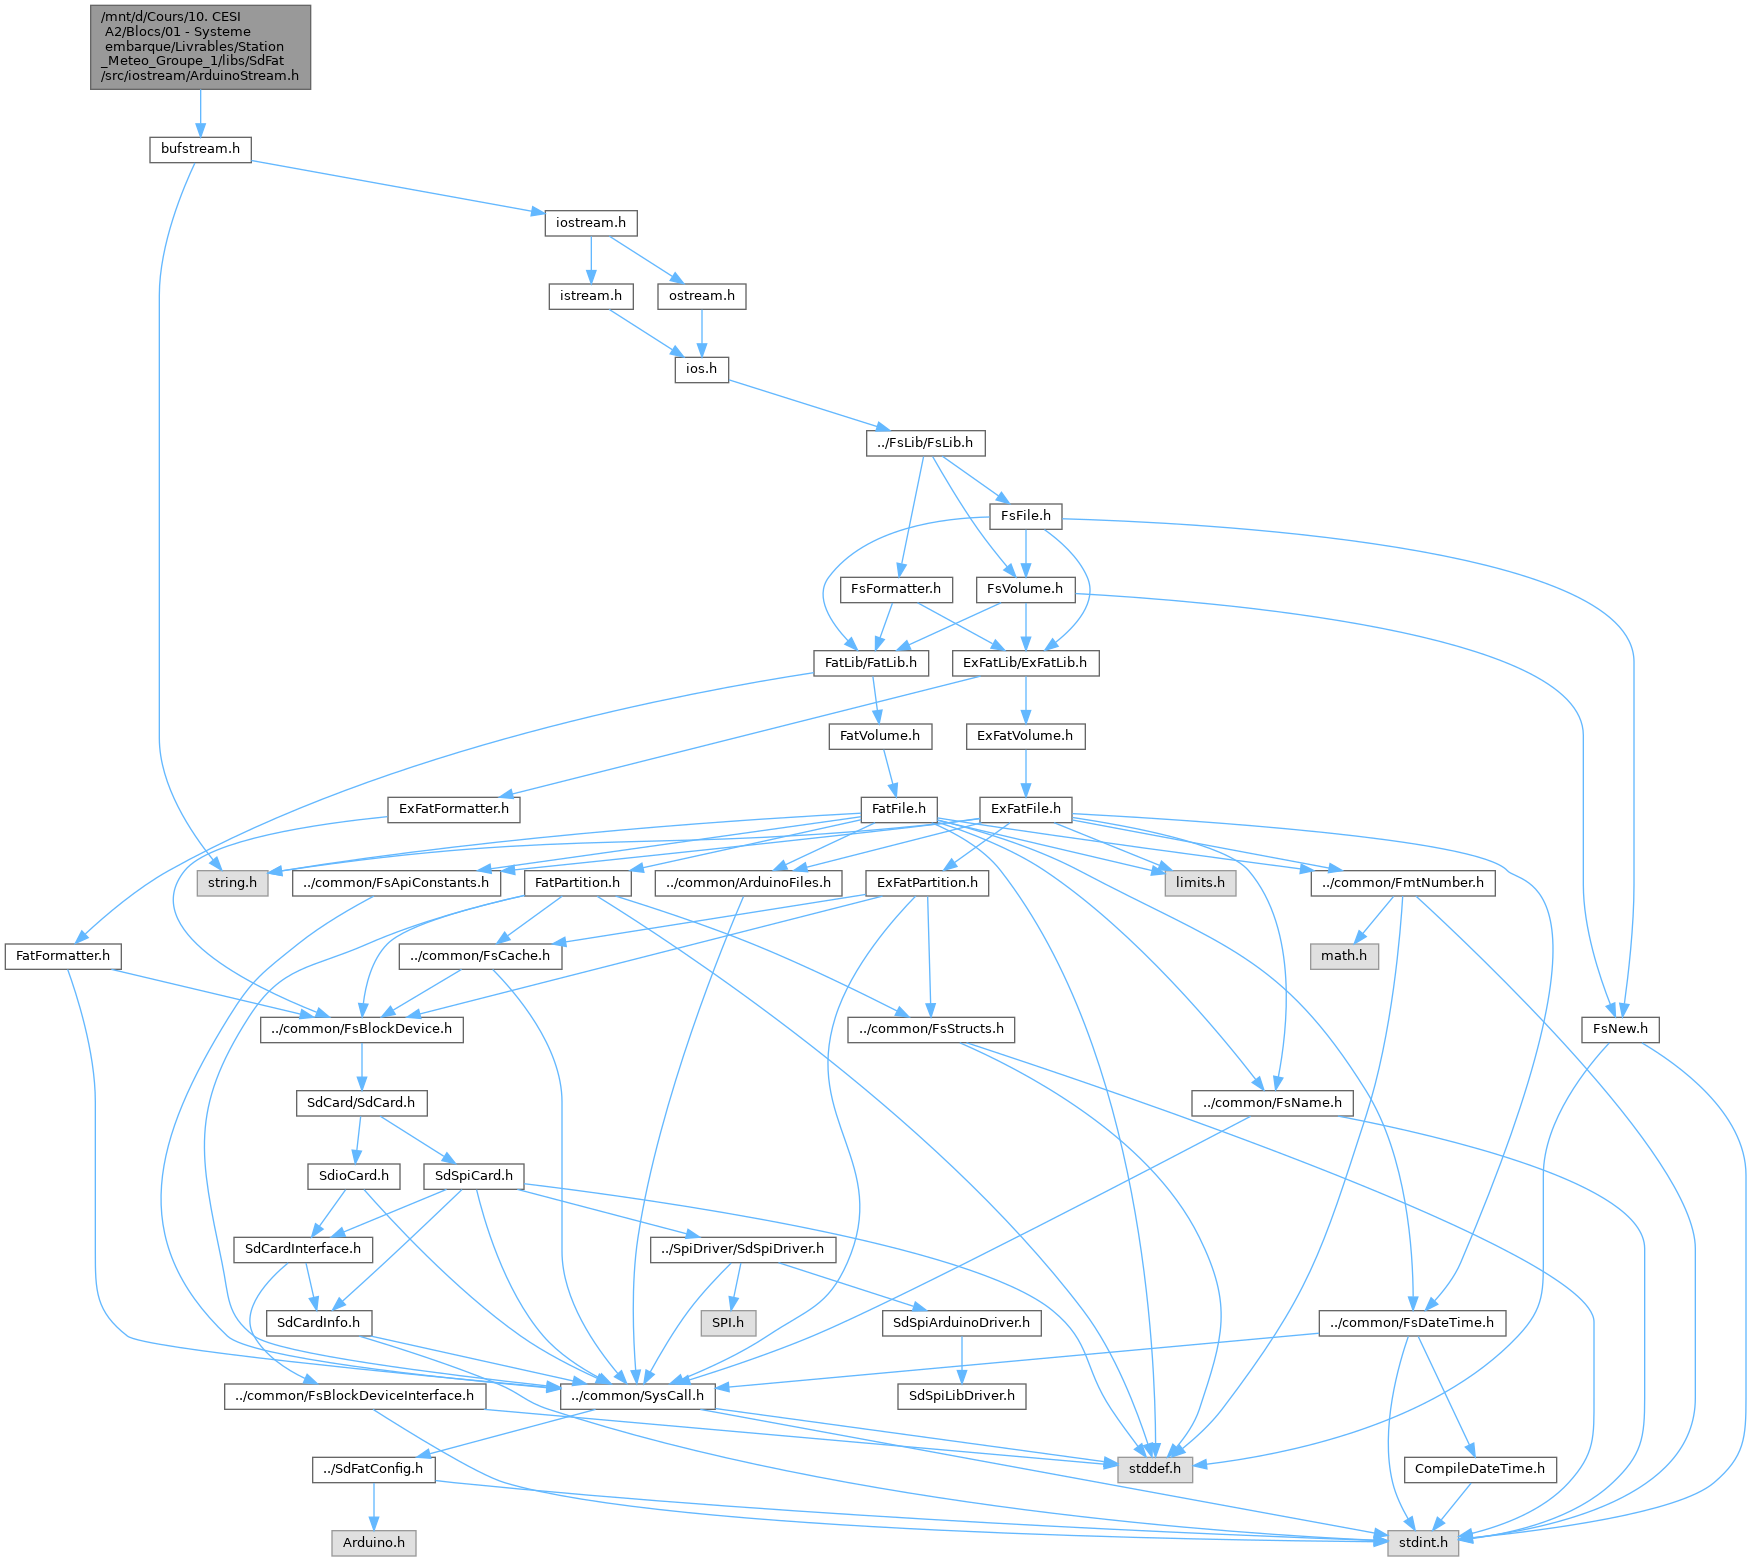 /mnt/d/Cours/10. CESI
A2/Blocs/01 - Systeme
embarque/Livrables/Station
_Meteo_Groupe_1/libs/SdFat
/src/iostream/ArduinoStream.h
bufstream.h
iostream.h
istream.h
ostream.h
ios.h
../FsLib/FsLib.h
FsFile.h
FsFormatter.h
FsVolume.h
FatLib/FatLib.h
ExFatLib/ExFatLib.h
FatVolume.h
ExFatVolume.h
ExFatFormatter.h
FatFile.h
ExFatFile.h
string.h
../common/FsApiConstants.h
FatPartition.h
../common/ArduinoFiles.h
ExFatPartition.h
limits.h
../common/FmtNumber.h
FatFormatter.h
../common/FsCache.h
math.h
../common/FsBlockDevice.h
../common/FsStructs.h
FsNew.h
SdCard/SdCard.h
../common/FsName.h
SdioCard.h
SdSpiCard.h
SdCardInterface.h
../SpiDriver/SdSpiDriver.h
SdCardInfo.h
SPI.h
SdSpiArduinoDriver.h
../common/FsDateTime.h
../common/FsBlockDeviceInterface.h
../common/SysCall.h
SdSpiLibDriver.h
../SdFatConfig.h
stddef.h
CompileDateTime.h
Arduino.h
stdint.h